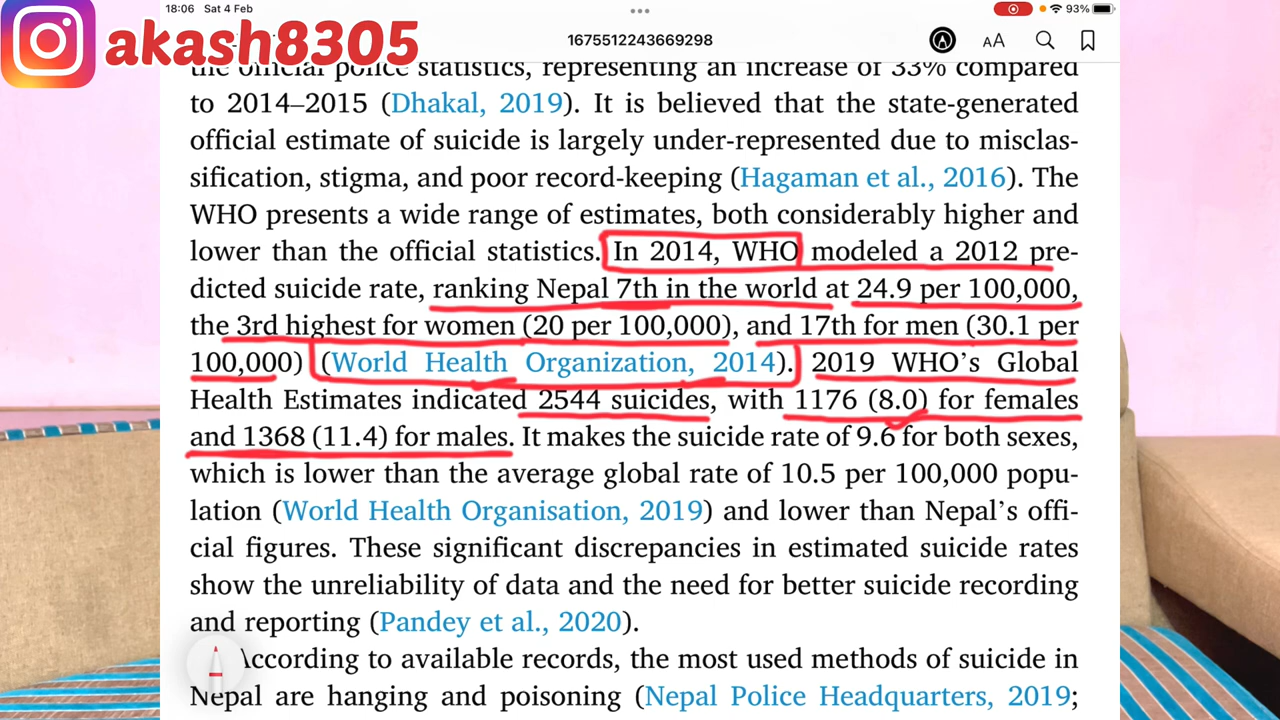 18:06 Sat 4 Feb
93%
akash8305
1675512243669298
AA
the official police statistics, representing an increase of 33% compared
to 2014–2015 (Dhakal, 2019). It is believed that the state-generated
official estimate of suicide is largely under-represented due to misclas-
sification, stigma, and poor record-keeping (Hagaman et al., 2016). The
WHO presents a wide range of estimates, both considerably higher and
lower than the official statistics. In 2014, WHO modeled a 2012 pre-
dicted suicide rate, ranking Nepal 7th in the world at 24.9 per 100,000,
the 3rd highest for women (20 per 100,000), and 17th for men (30.1 per
100,000) (World Health Organization, 2014). 2019 WHO’s Global
Health Estimates indicated 2544 suicides, with 1176 (8.0) for females
and 1368 (11.4) for males. It makes the suicide rate of 9.6 for both sexes,
which is lower than the average global rate of 10.5 per 100,000 popu-
lation (World Health Organisation, 2019) and lower than Nepal’s offi-
cial figures. These significant discrepancies in estimated suicide rates
show the unreliability of data and the need for better suicide recording
and reporting (Pandey et al., 2020).
According to available records, the most used methods of suicide in
Nepal are hanging and poisoning (Nepal Police Headquarters, 2019;